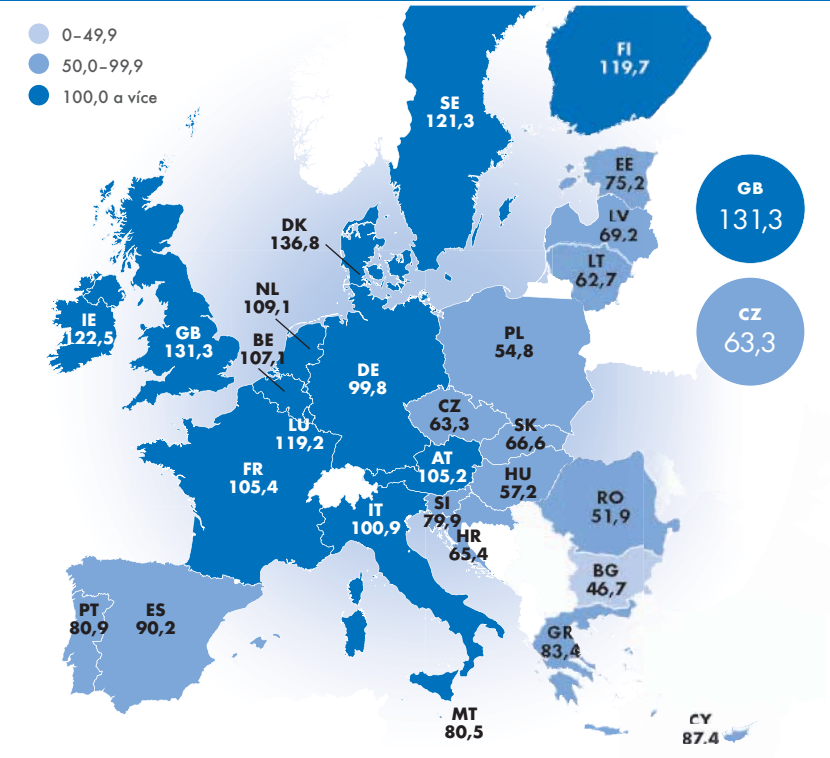 0–49,9
50,0–99,9
100,0 a více
FI
119,7
SE
121,3
EE
75,2
GB
131,3
LV
69,2
DK
136,8
LT
62,7
NL
109,1
CZ
63,3
IE
122,5
GB
131,3
BE
107,1
PL
54,8
DE
99,8
CZ
63,3
LU
119,2
SK
66,6
AT
105,2
FR
105,4
HU
57,2
RO
51,9
IT
100,9
SI
79,9
HR
65,4
BG
46,7
PT
80,9
ES
90,2
GR
83,4
MT
80,5
CY
87,4